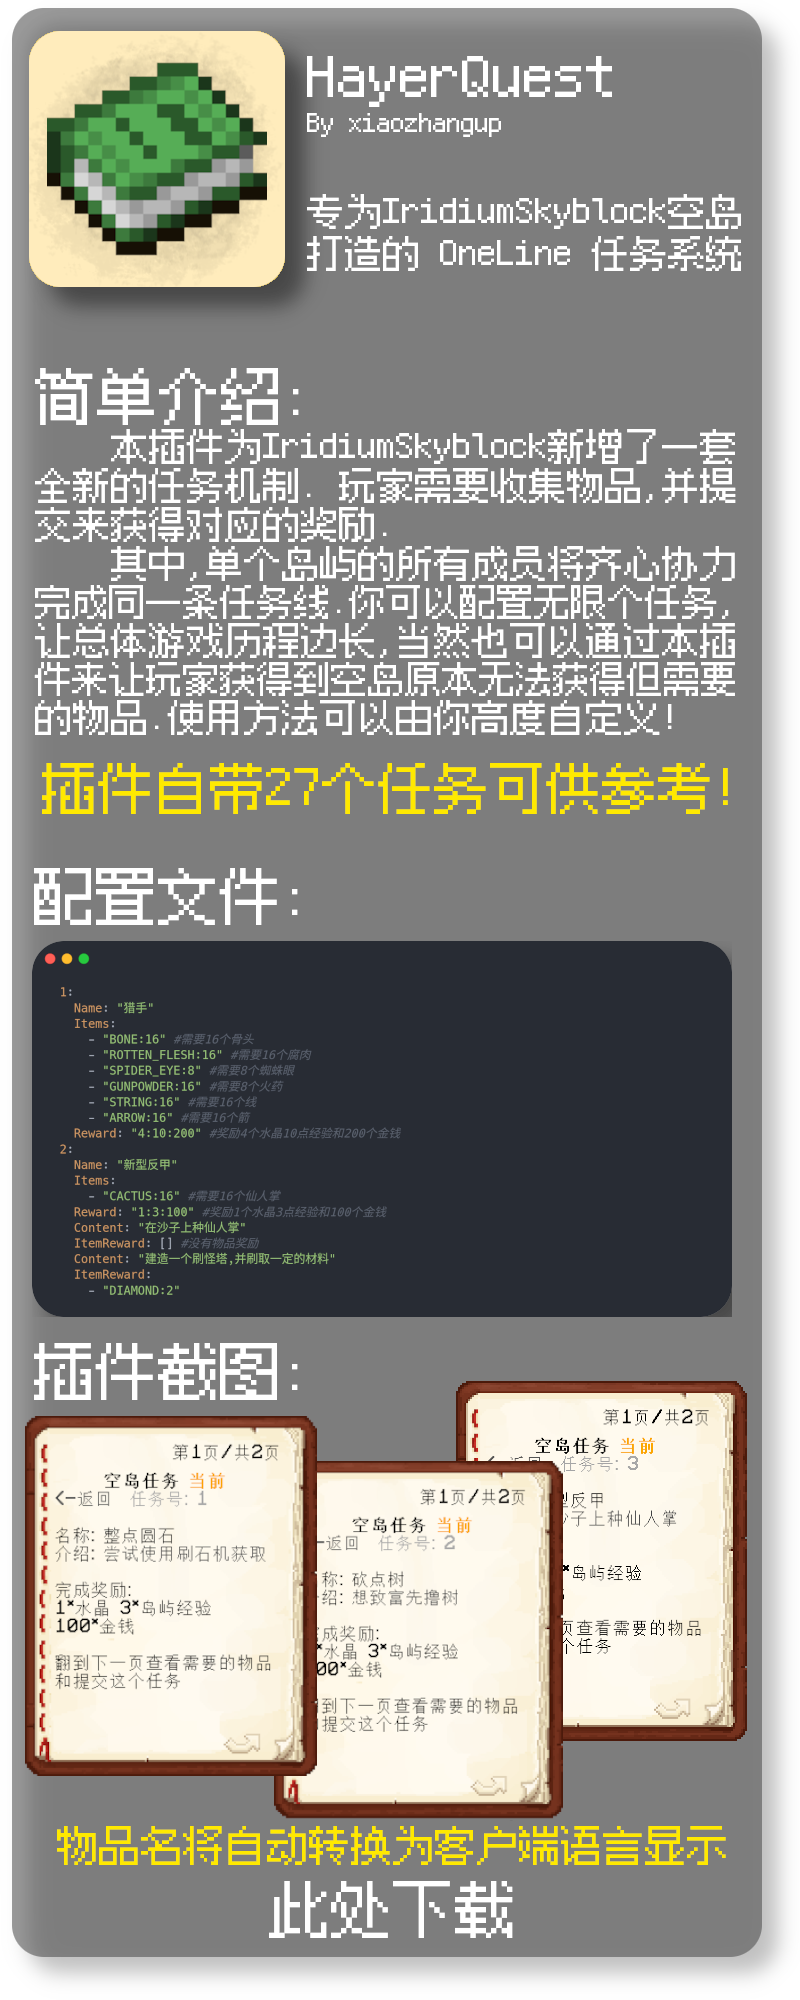 HayerQuest
By xiaozhangup
专为IridiumSkyblock空岛
打造的 OneLine 任务系统
简单介绍:
本插件为IridiumSkyblock新增了一套
全新的任务机制. 玩家需要收集物品,并提
交来获得对应的奖励.
其中,单个岛屿的所有成员将齐心协力
完成同一条任务线.你可以配置无限个任务,
让总体游戏历程边长,当然也可以通过本插
件来让玩家获得到空岛原本无法获得但需要
的物品.使用方法可以由你高度自定义!
插件自带27个任务可供参考!
配置文件:
1:
Name: "猎手"
Items:
- "BONE:16" #需要16个骨头
- "ROTTEN_FLESH:16" #需要16个腐肉
- "SPIDER_EYE:8" #需要8个蜘蛛眼
- "GUNPOWDER:16" #需要8个火药
- "STRING:16" #需要16个线
- "ARROW:16" #需要16个箭
Reward: "4:10:200" #奖励4个水晶10点经验和200个金钱
2:
Name: "新型反甲"
Items:
- "CACTUS:16" #需要16个仙人掌
Reward: "1:3:100" #奖励1个水晶3点经验和100个金钱
Content: "在沙子上种仙人掌"
ItemReward: [] #没有物品奖励
Content: "建造一个刷怪塔,并刷取一定的材料"
ItemReward:
- "DIAMOND:2"
插件截图:
第1页/共2页
空岛任务 当前
<-返回 任务号: 1
名称: 整点圆石
介绍: 尝试使用刷石机获取
完成奖励:
1*水晶 3*岛屿经验
100*金钱
翻到下一页查看需要的物品
和提交这个任务
第1页/共2页
空岛任务 当前
-返回 任务号: 2
称: 砍点树
绍: 想致富先撸树
成奖励:
*水晶 3*岛屿经验
00*金钱
到下一页查看需要的物品
提交这个任务
第1页/共2页
空岛任务 当前
任务号: 3
型反甲
沙子上种仙人掌
*岛屿经验
页查看需要的物品
个任务
物品名将自动转换为客户端语言显示
此处下载